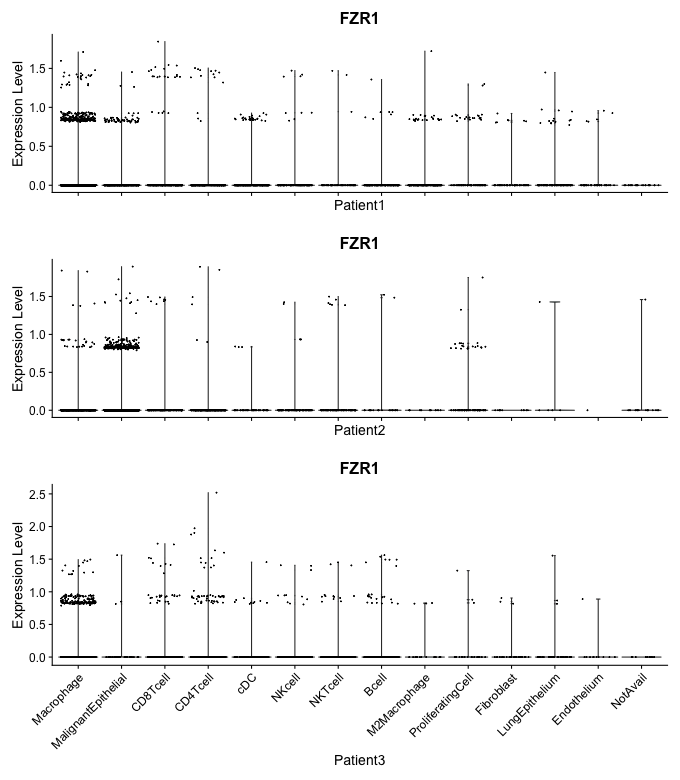 FZR1
Expression Level
1.5
1.0
0.5
0.0
Patient1
FZR1
Expression Level
1.5
1.0
0.5
0.0
Patient2
FZR1
Expression Level
2.5
2.0
1.5
1.0
0.5
0.0
Macrophage
MalignantEpithelial
CD8Tcell
CD4Tcell
cDC
NKcell
NKTcell
Bcell
M2Macrophage
ProliferatingCell
Fibroblast
LungEpithelium
Endothelium
NotAvail
Patient3